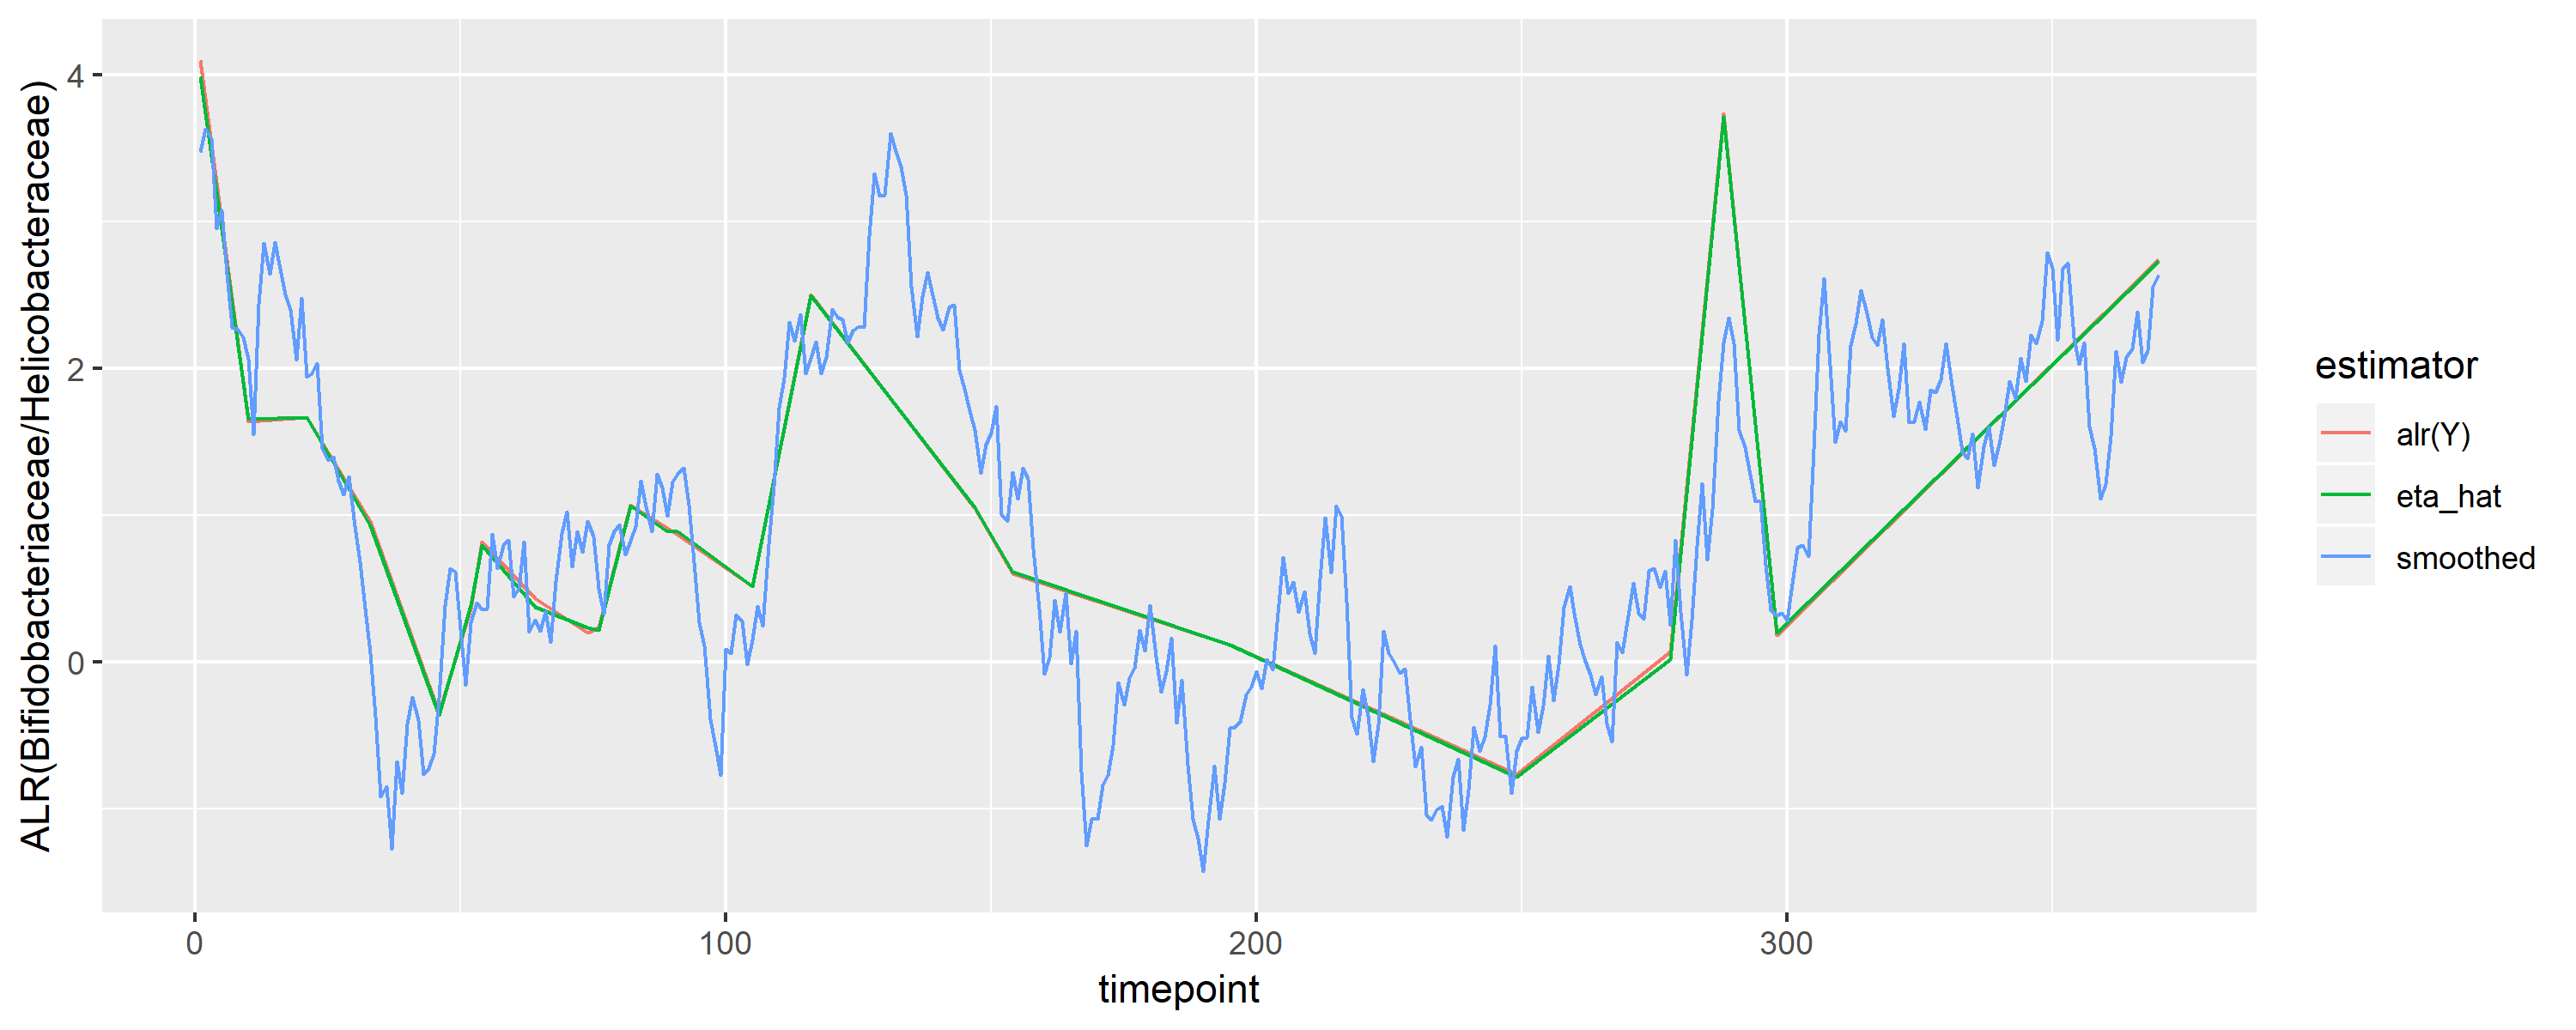 ALR(Bifidobacteriaceae/Helicobacteraceae)
4
2
0
0
100
200
300
timepoint
estimator
alr(Y)
eta_hat
smoothed